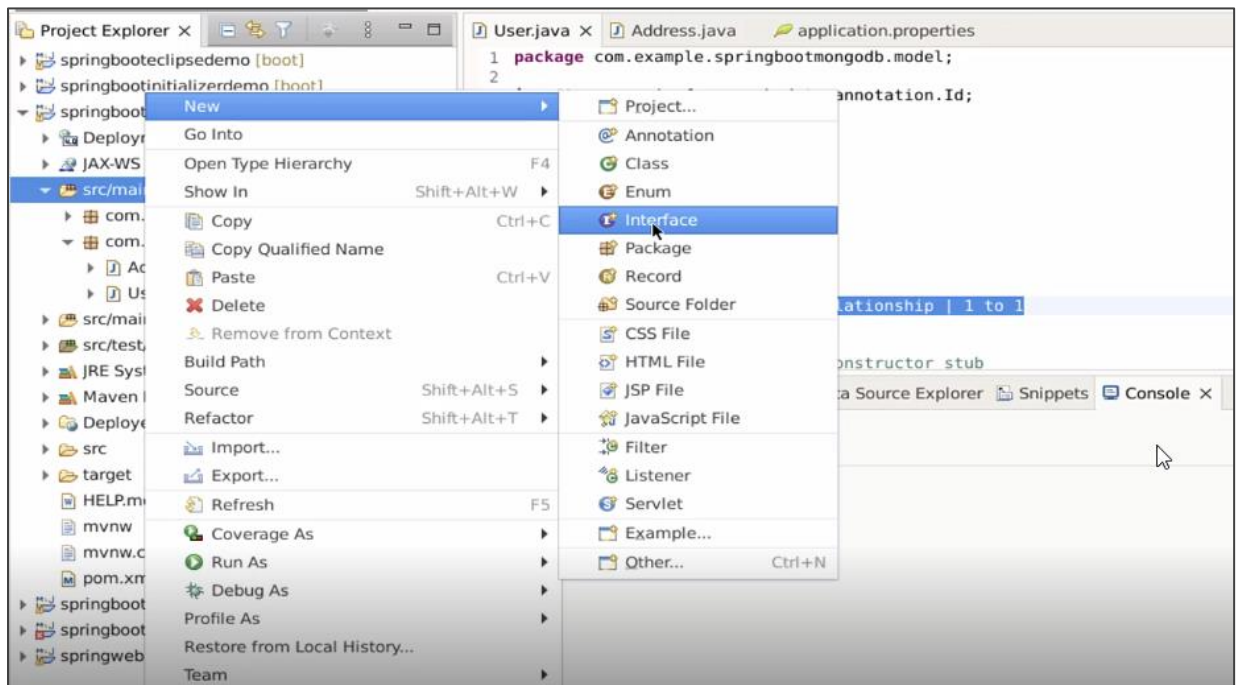 Project Explorer
User.java
Address.java
application.properties
springbooteclipsedemo [boot]
springbootinitializerdemo [boot]
springboot
Deployr
JAX-WS
src/mai
com.
com.
Ad
Us
src/mai
src/test,
JRE Syst
Maven
Deploye
src
target
HELP.m
mvnw
mvnw.c
pom.xm
springboot
springboot
springweb
1 package com.example.springbootmongodb.model;
2
annotation.Id;
lationship | 1 to 1
onstructor stub
New
Go Into
Open Type Hierarchy F4
Show In Shift+Alt+W
Copy Ctrl+C
Copy Qualified Name
Paste Ctrl+V
Delete
Remove from Context
Build Path
Source Shift+Alt+S
Refactor Shift+Alt+T
Import...
Export...
Refresh F5
Coverage As
Run As
Debug As
Profile As
Restore from Local History...
Team
Project...
Annotation
Class
Enum
Interface
Package
Record
Source Folder
CSS File
HTML File
JSP File
JavaScript File
Filter
Listener
Servlet
Example...
Other... Ctrl+N
ta Source Explorer
Snippets
Console